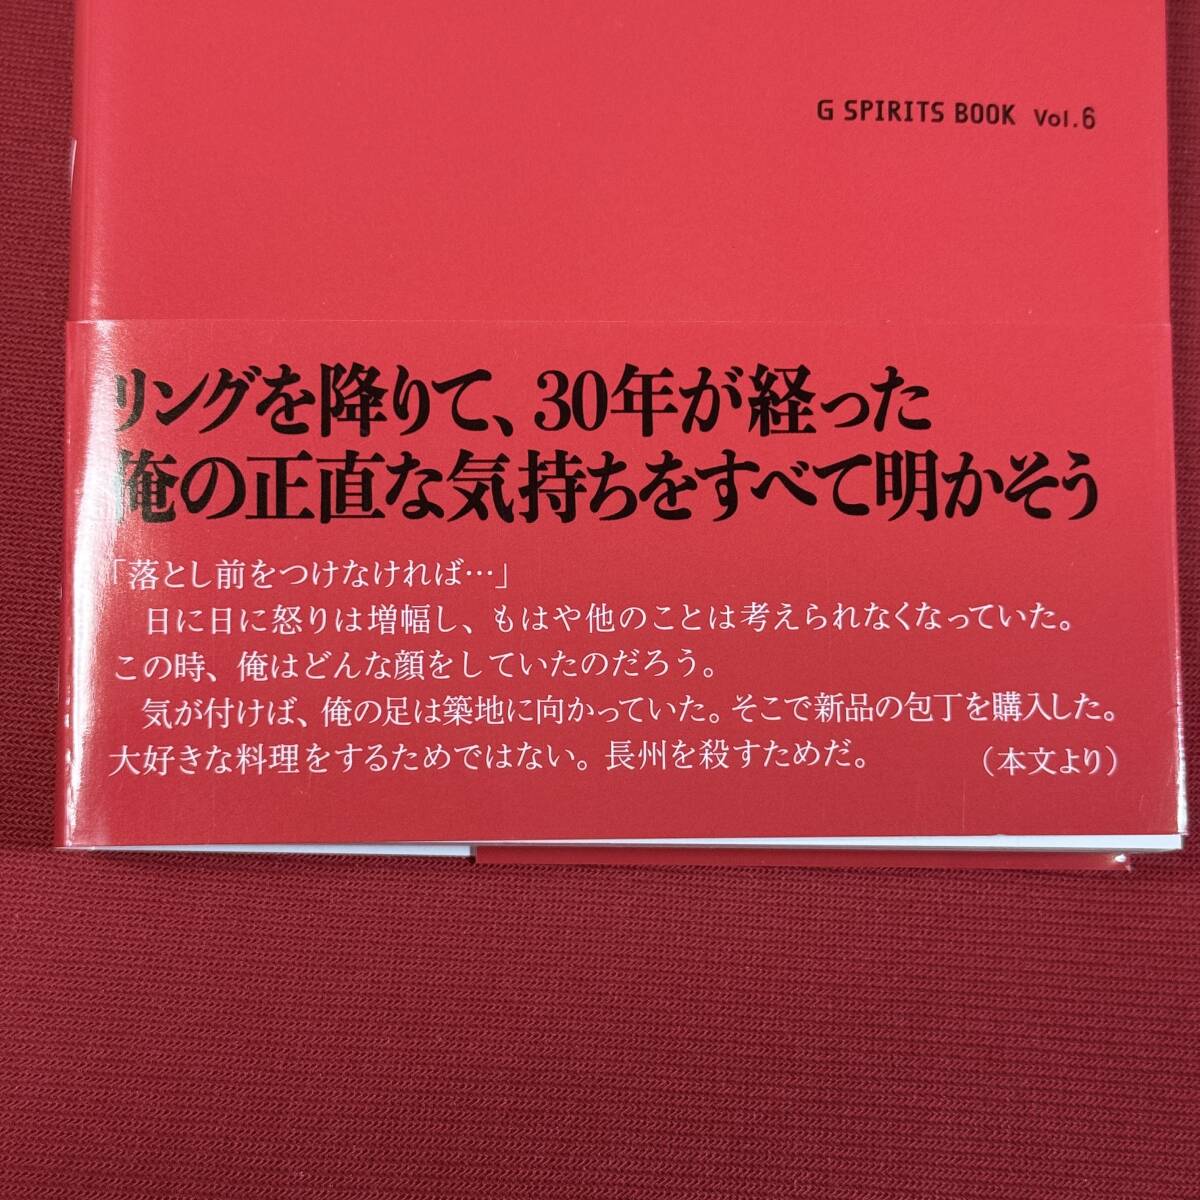 G SPIRITS BOOK Vol.6
リングを降りて、30年が経った
俺の正直な気持ちをすべて明かそう
「落とし前をつけなければ…」
日に日に怒りは増幅し、もはや他のことは考えられなくなっていた。
この時、俺はどんな顔をしていたのだろう。
気が付けば、俺の足は築地に向かっていた。そこで新品の包丁を購入した。
大好きな料理をするためではない。長州を殺すためだ。 （本文より）